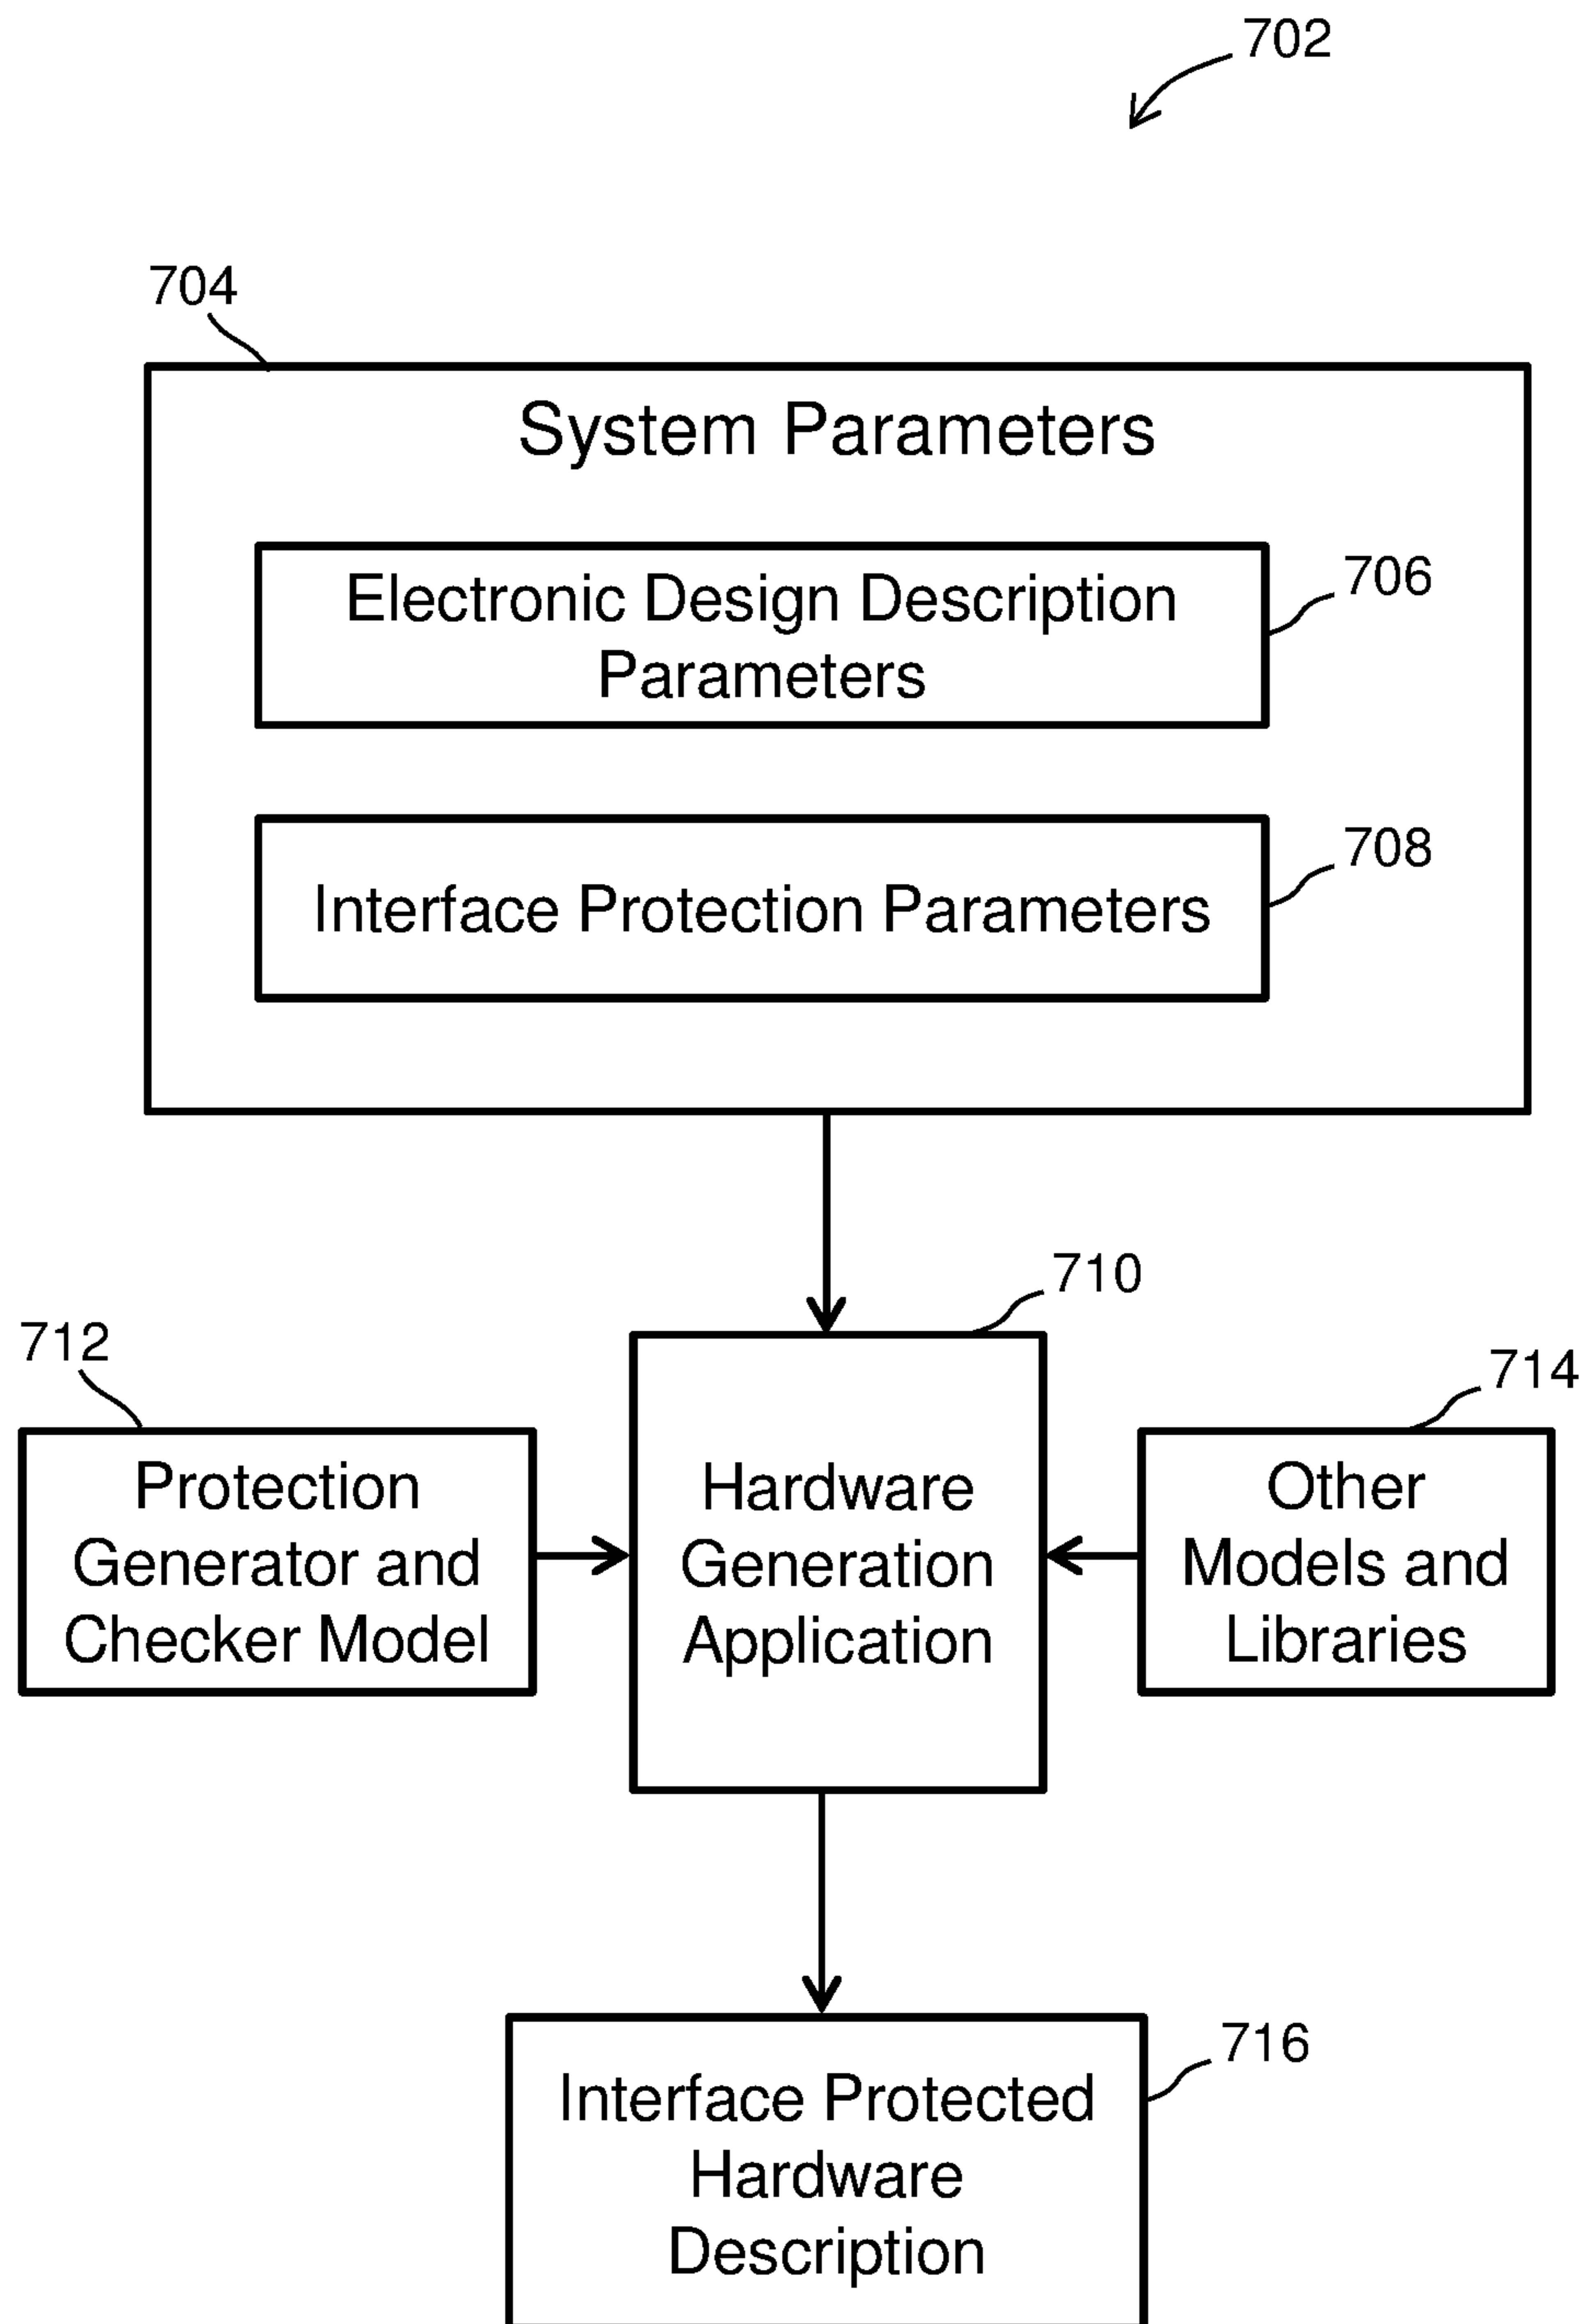 702
704
System Parameters
Electronic Design Description
Parameters
706
Interface Protection Parameters
708
710
712
714
Protection
Generator and
Checker Model
Hardware
Generation
Application
Other
Models and
Libraries
716
Interface Protected
Hardware
Description